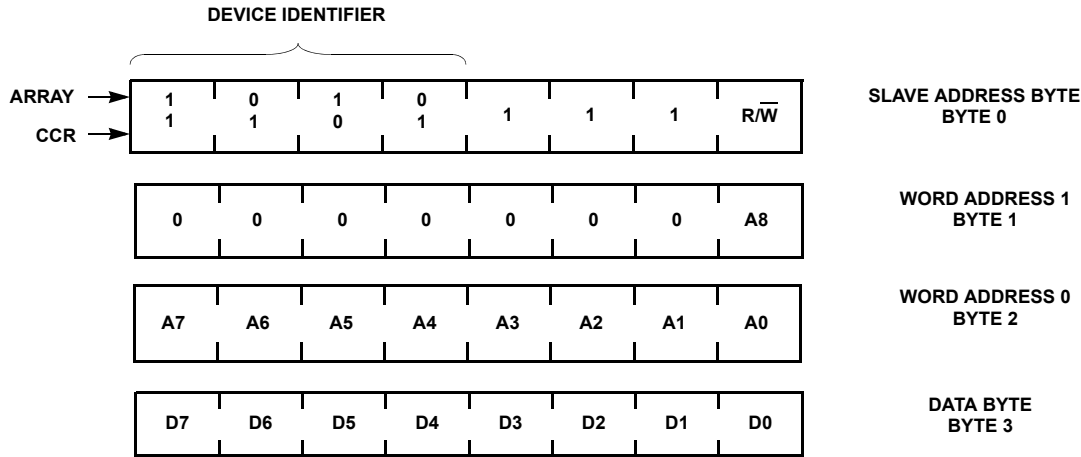 DEVICE IDENTIFIER
ARRAY
CCR
1 0 1 0
1 1 0 1
1 1 1 R/W̅
SLAVE ADDRESS BYTE
BYTE 0
0 0 0 0 0 0 0 A8
WORD ADDRESS 1
BYTE 1
A7 A6 A5 A4 A3 A2 A1 A0
WORD ADDRESS 0
BYTE 2
D7 D6 D5 D4 D3 D2 D1 D0
DATA BYTE
BYTE 3